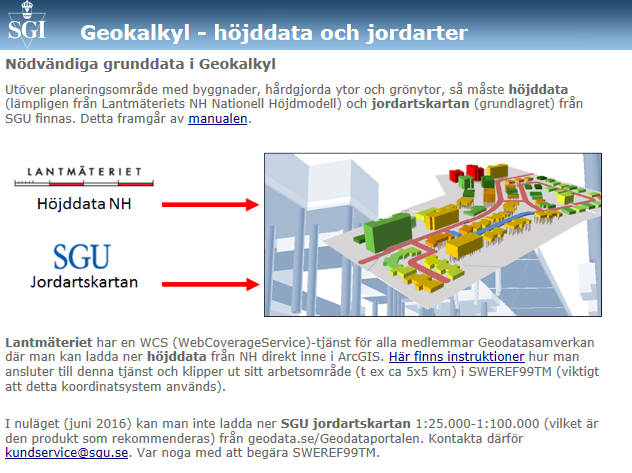 SGI
Geokalkyl - höjddata och jordarter
Nödvändiga grunddata i Geokalkyl
Utöver planeringsområde med byggnader, hårdgjorda ytor och grönytor, så måste höjddata
(lämpligen från Lantmäteriets NH Nationell Höjdmodell) och jordartskartan (grundlagret) från
SGU finnas. Detta framgår av manualen.
LANTMÄTERIET
Höjddata NH
SGU
Jordartskartan
Lantmäteriet har en WCS (WebCoverageService)-tjänst för alla medlemmar Geodatasamverkan
där man kan ladda ner höjddata från NH direkt inne i ArcGIS. Här finns instruktioner hur man
ansluter till denna tjänst och klipper ut sitt arbetsområde (t ex ca 5x5 km) i SWEREF99TM (viktigt
att detta koordinatsystem används).
I nuläget (juni 2016) kan man inte ladda ner SGU jordartskartan 1:25.000-1:100.000 (vilket är
den produkt som rekommenderas) från geodata.se/Geodataportalen. Kontakta därför
kundservice@sgu.se. Var noga med att begära SWEREF99TM.